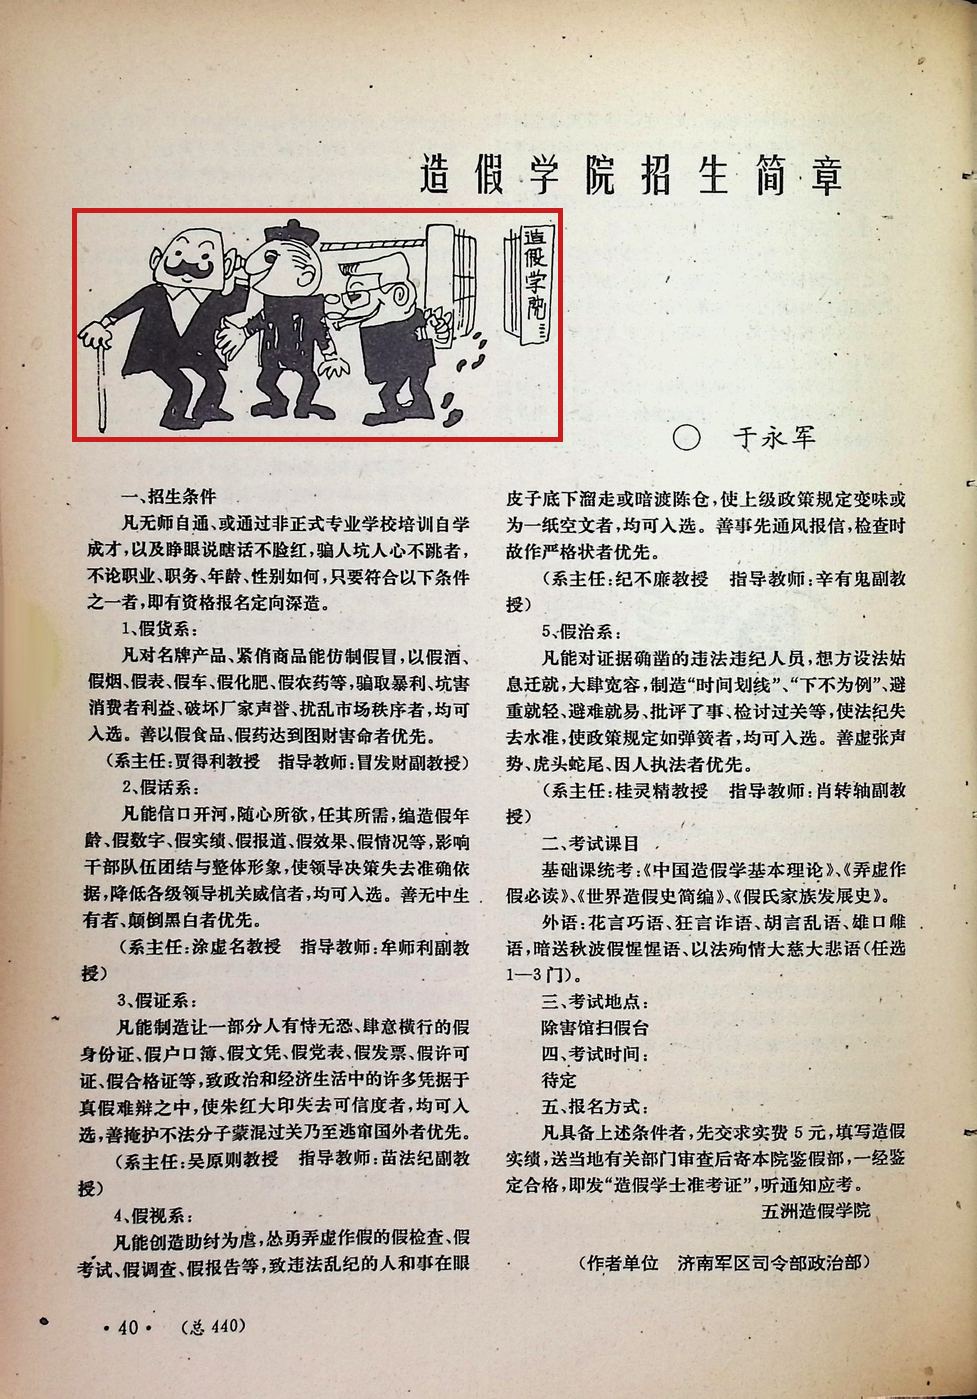 造假学院招生简章
造假学院
○ 于永军
一、招生条件
凡无师自通、或通过非正式专业学校培训自学
成才，以及睁眼说瞎话不脸红，骗人坑人心不跳者，
不论职业、职务、年龄、性别如何，只要符合以下条件
之一者，即有资格报名定向深造。
1、假货系：
凡对名牌产品、紧俏商品能仿制假冒，以假酒、
假烟、假表、假车、假化肥、假农药等，骗取暴利、坑害
消费者利益、破坏厂家声誉、扰乱市场秩序者，均可
入选。善以假食品、假药达到图财害命者优先。
（系主任：贾得利教授　指导教师：冒发财副教授）
2、假话系：
凡能信口开河，随心所欲，任其所需，编造假年
龄、假数字、假实绩、假报道、假效果、假情况等，影响
干部队伍团结与整体形象，使领导决策失去准确依
据，降低各级领导机关威信者，均可入选。善无中生
有者、颠倒黑白者优先。
（系主任：涂虚名教授　指导教师：牟师利副教
授）
3、假证系：
凡能制造让一部分人有恃无恐、肆意横行的假
身份证、假户口簿、假文凭、假党表、假发票、假许可
证、假合格证等，致政治和经济生活中的许多凭据于
真假难辩之中，使朱红大印失去可信度者，均可入
选，善掩护不法分子蒙混过关乃至逃窜国外者优先。
（系主任：吴原则教授　指导教师：苗法纪副教
授）
4、假视系：
凡能创造助纣为虐，怂勇弄虚作假的假检查、假
考试、假调查、假报告等，致违法乱纪的人和事在眼
皮子底下溜走或暗渡陈仓，使上级政策规定变味或
为一纸空文者，均可入选。善事先通风报信，检查时
故作严格状者优先。
（系主任：纪不廉教授　指导教师：辛有鬼副教
授）
5、假治系：
凡能对证据确凿的违法违纪人员，想方设法姑
息迁就，大肆宽容，制造“时间划线”、“下不为例”、避
重就轻、避难就易、批评了事、检讨过关等，使法纪失
去水准，使政策规定如弹簧者，均可入选。善虚张声
势、虎头蛇尾、因人执法者优先。
（系主任：桂灵精教授　指导教师：肖转轴副教
授）
二、考试课目
基础课统考：《中国造假学基本理论》、《弄虚作
假必读》、《世界造假史简编》、《假氏家族发展史》。
外语：花言巧语、狂言诈语、胡言乱语、雄口雌
语，暗送秋波假惺惺语、以法殉情大慈大悲语（任选
1—3门）。
三、考试地点：
除害馆扫假台
四、考试时间：
待定
五、报名方式：
凡具备上述条件者，先交求实费5元，填写造假
实绩，送当地有关部门审查后寄本院鉴假部，一经鉴
定合格，即发“造假学士准考证”，听通知应考。
五洲造假学院
（作者单位　济南军区司令部政治部）
·40·　（总440）